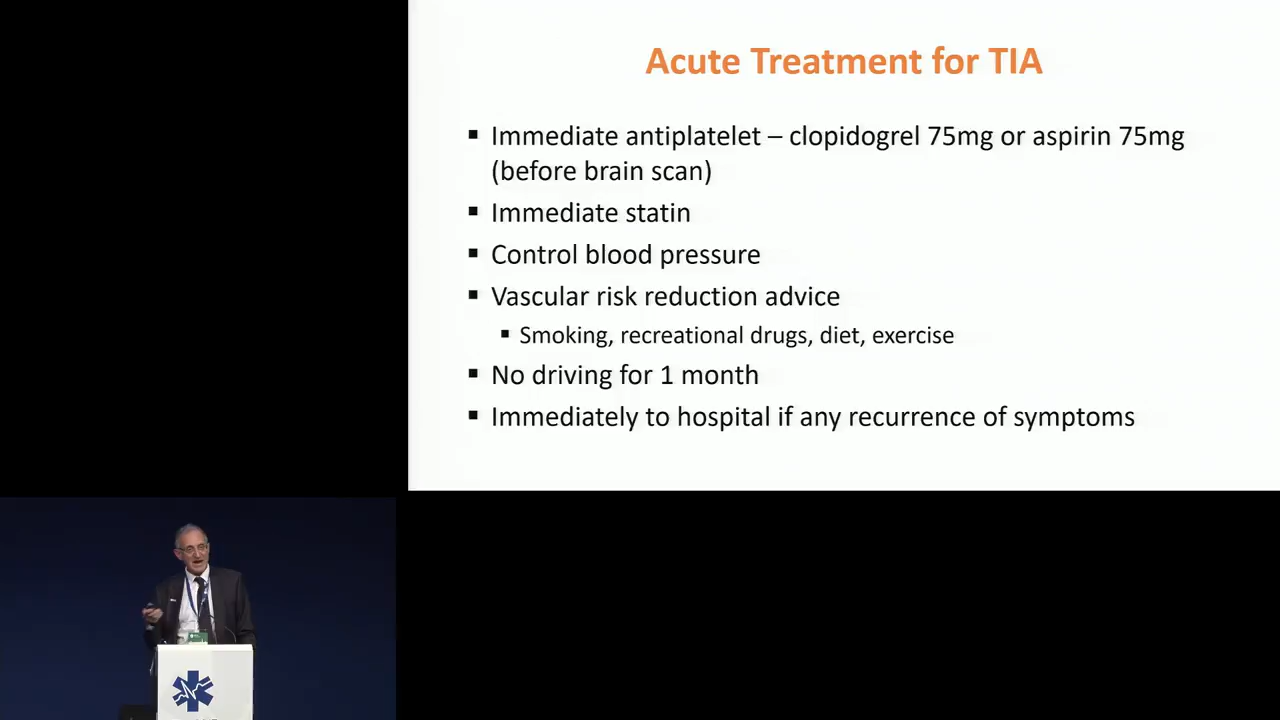 Acute Treatment for TIA
▪ Immediate antiplatelet – clopidogrel 75mg or aspirin 75mg
(before brain scan)
▪ Immediate statin
▪ Control blood pressure
▪ Vascular risk reduction advice
▪ Smoking, recreational drugs, diet, exercise
▪ No driving for 1 month
▪ Immediately to hospital if any recurrence of symptoms